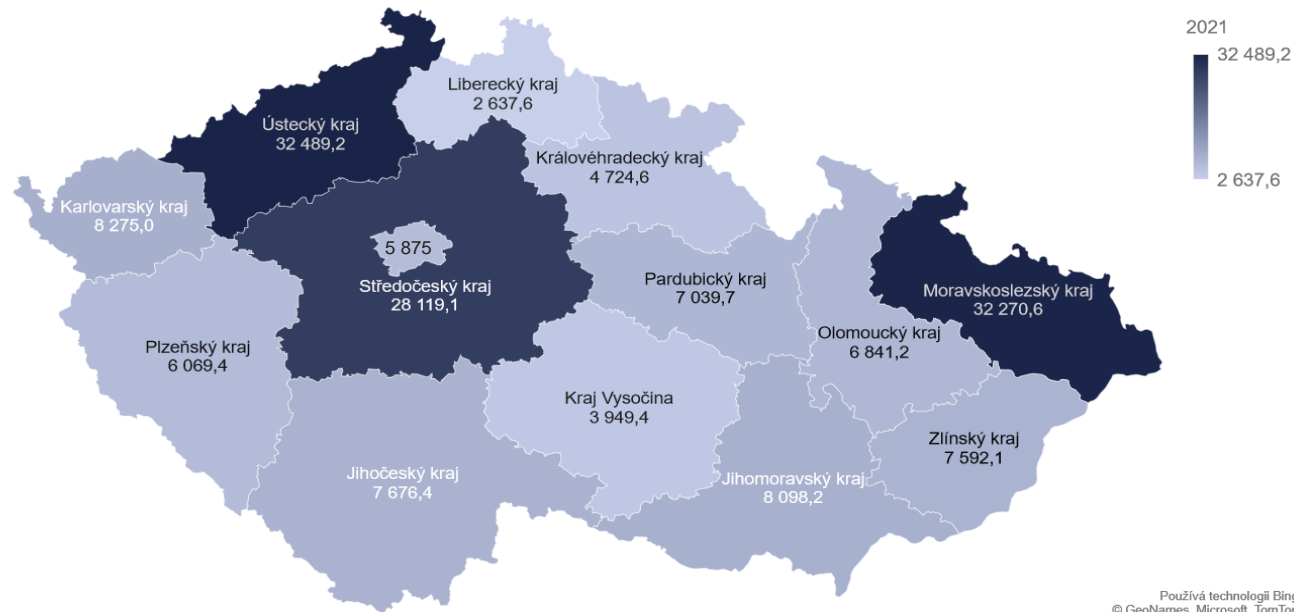 2021
32 489,2
2 637,6
Liberecký kraj
2 637,6
Ústecký kraj
32 489,2
Královéhradecký kraj
4 724,6
Karlovarský kraj
8 275,0
5 875
Středočeský kraj
28 119,1
Pardubický kraj
7 039,7
Moravskoslezský kraj
32 270,6
Olomoucký kraj
6 841,2
Plzeňský kraj
6 069,4
Kraj Vysočina
3 949,4
Zlínský kraj
7 592,1
Jihočeský kraj
7 676,4
Jihomoravský kraj
8 098,2
Používá technologii Bing
© GeoNames, Microsoft, TomTom